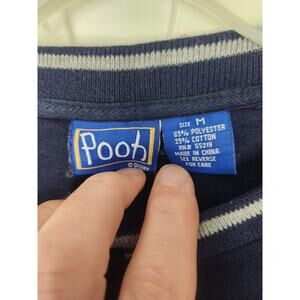 Pooh
© Disney
SIZE M
65% POLYESTER
35% COTTON
RN# 55219
MADE IN CHINA
SEE REVERSE
FOR CARE